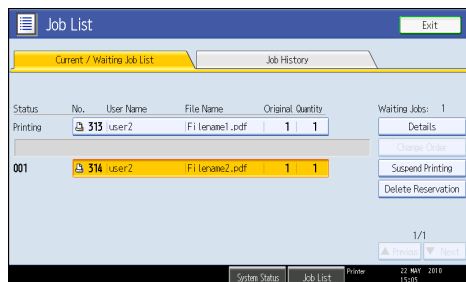 Job List
Exit
Current / Waiting Job List
Job History
Status No. User Name File Name Original Quantity Waiting Jobs: 1
Printing 313 user2 Filename1.pdf 1 1
Details
Change Order
001 314 user2 Filename2.pdf 1 1
Suspend Printing
Delete Reservation
1/1
▲ Previous ▼ Next
System Status Job List Printer 22 MAY 2010
15:05